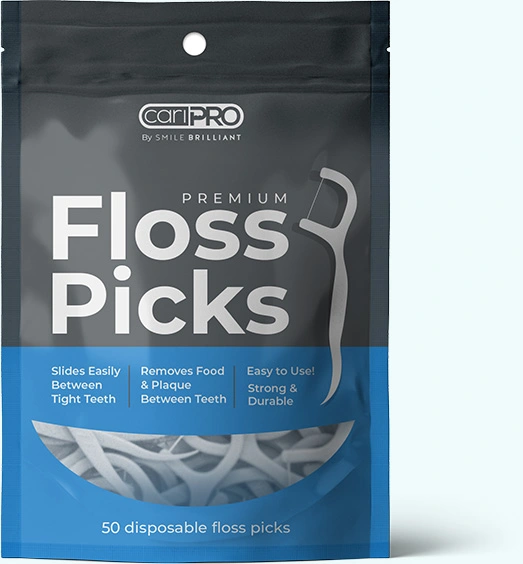 cariPRO
By SMILE BRILLIANT
PREMIUM
Floss
Picks
Slides Easily
Between
Tight Teeth
Removes Food
& Plaque
Between Teeth
Easy to Use!
Strong &
Durable
50 disposable floss picks